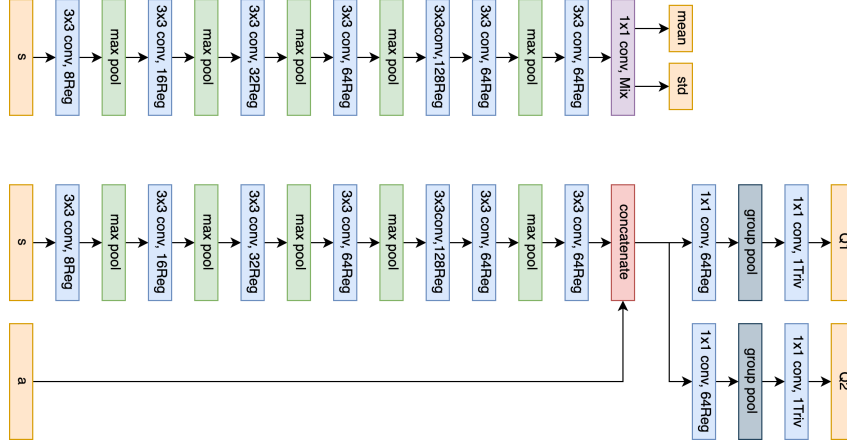 s
3x3 conv, 8Reg
max pool
3x3 conv, 16Reg
max pool
3x3 conv, 32Reg
max pool
3x3 conv, 64Reg
max pool
3x3conv,128Reg
3x3 conv, 64Reg
max pool
3x3 conv, 64Reg
1x1 conv, Mix
mean
std
s
3x3 conv, 8Reg
max pool
3x3 conv, 16Reg
max pool
3x3 conv, 32Reg
max pool
3x3 conv, 64Reg
max pool
3x3conv,128Reg
3x3 conv, 64Reg
max pool
3x3 conv, 64Reg
concatenate
1x1 conv, 64Reg
group pool
1x1 conv, 1Triv
Q1
a
1x1 conv, 64Reg
group pool
1x1 conv, 1Triv
Q2